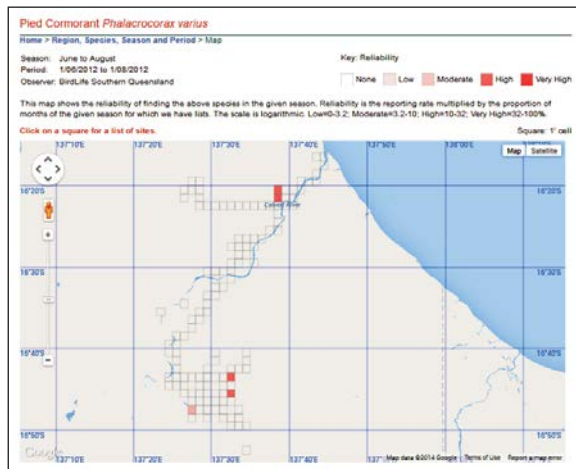 Pied Cormorant Phalacrocorax varius
Home > Region, Species, Season and Period > Map
Season: June to August
Period: 1/06/2012 to 1/08/2012
Observer: BirdLife Southern Queensland
Key: Reliability
None Low Moderate High Very High
This map shows the reliability of finding the above species in the given season. Reliability is the reporting rate multiplied by the proportion of
months of the given season for which we have lists. The scale is logarithmic. Low=0-3.2; Moderate=3.2-10; High=10-32; Very High=32-100%.
Click on a square for a list of sites.
Square: 1' cell
137°10'E 137°20'E 137°30'E 137°40'E 137°50'E 138°00'E 138°10'E
Map Satellite
16°20'S 16°20'S
Calvert River
16°30'S 16°30'S
16°40'S 16°40'S
16°50'S 16°50'S
Google
137°10'E 137°20'E 137°30'E 137°40'E
Map data ©2014 Google Terms of Use Report a map error